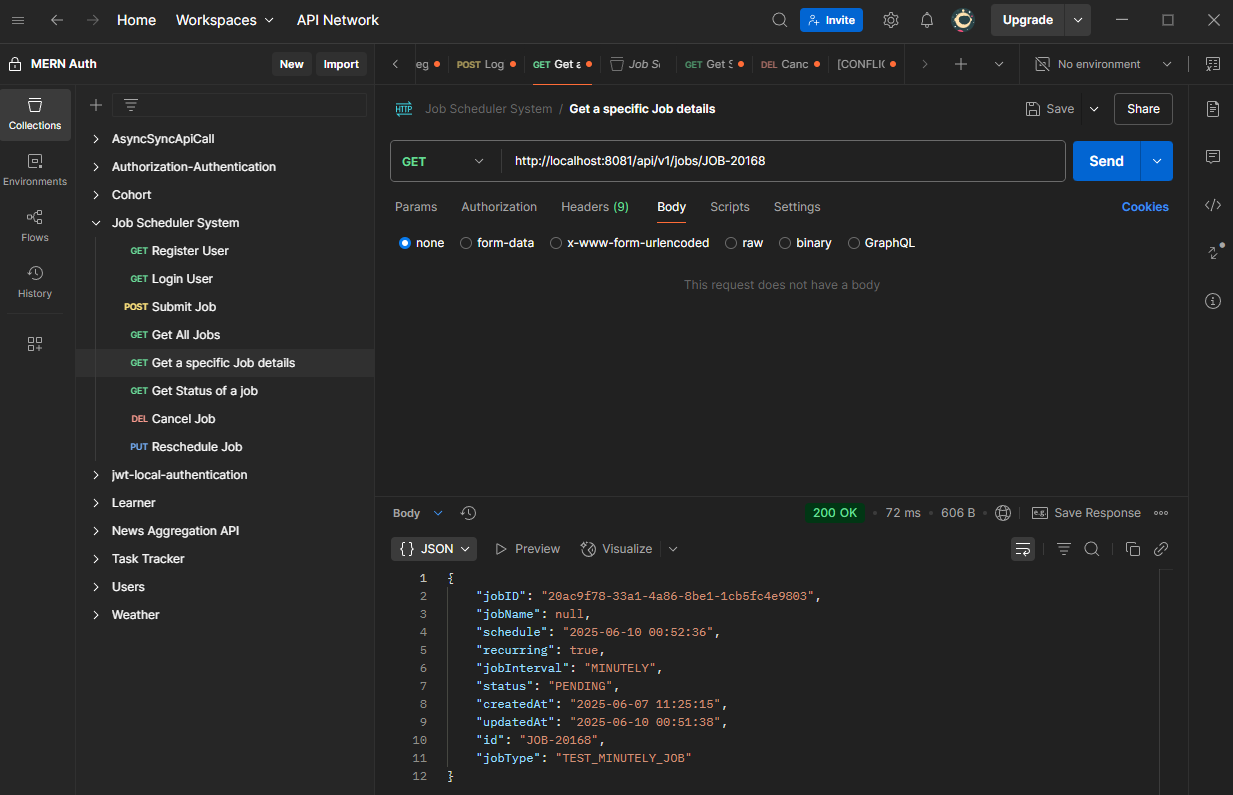 Home Workspaces API Network Invite Upgrade
MERN Auth New Import
eg POST Log GET Get a Job Sc GET Get S DEL Canc [CONFLIC No environment
Collections
Environments
Flows
History
AsyncSyncApiCall
Authorization-Authentication
Cohort
Job Scheduler System
GET Register User
GET Login User
POST Submit Job
GET Get All Jobs
GET Get a specific Job details
GET Get Status of a job
DEL Cancel Job
PUT Reschedule Job
jwt-local-authentication
Learner
News Aggregation API
Task Tracker
Users
Weather
HTTP Job Scheduler System / Get a specific Job details Save Share
GET http://localhost:8081/api/v1/jobs/JOB-20168 Send
Params Authorization Headers (9) Body Scripts Settings Cookies
none form-data x-www-form-urlencoded raw binary GraphQL
This request does not have a body
Body 200 OK • 72 ms • 606 B • e.g. Save Response
{} JSON Preview Visualize
1 {
2 "jobID": "20ac9f78-33a1-4a86-8be1-1cb5fc4e9803",
3 "jobName": null,
4 "schedule": "2025-06-10 00:52:36",
5 "recurring": true,
6 "jobInterval": "MINUTELY",
7 "status": "PENDING",
8 "createdAt": "2025-06-07 11:25:15",
9 "updatedAt": "2025-06-10 00:51:38",
10 "id": "JOB-20168",
11 "jobType": "TEST_MINUTELY_JOB"
12 }